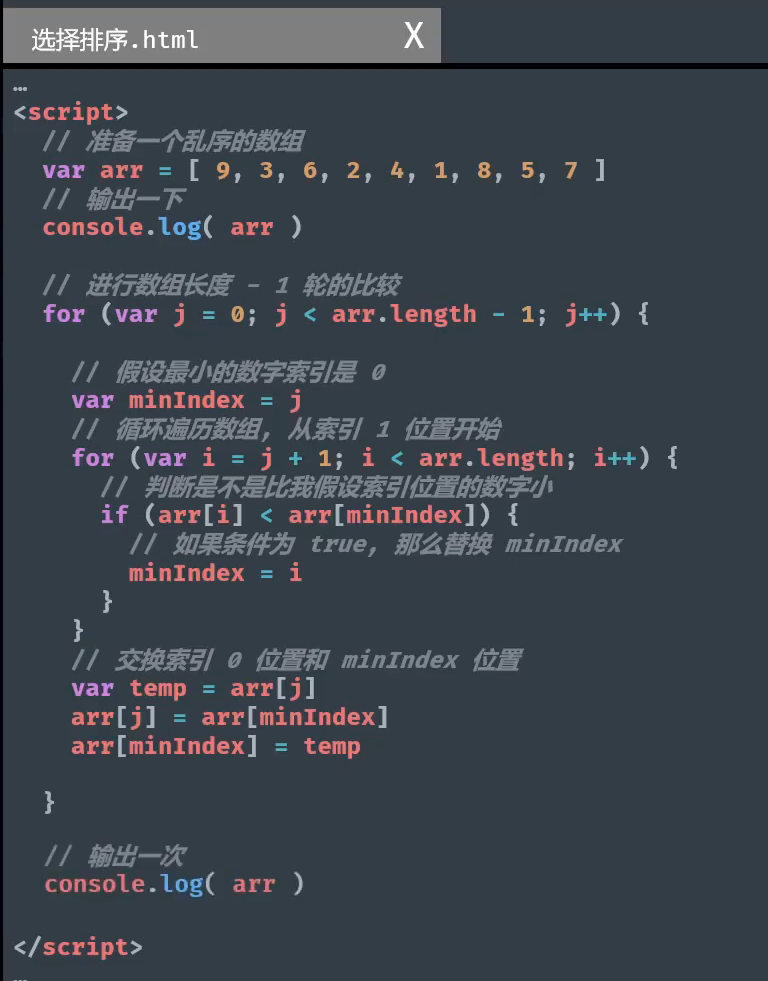 选择排序.html X
…
<script>
// 准备一个乱序的数组
var arr = [ 9, 3, 6, 2, 4, 1, 8, 5, 7 ]
// 输出一下
console.log( arr )
// 进行数组长度 - 1 轮的比较
for (var j = 0; j < arr.length - 1; j++) {
// 假设最小的数字索引是 0
var minIndex = j
// 循环遍历数组, 从索引 1 位置开始
for (var i = j + 1; i < arr.length; i++) {
// 判断是不是比我假设索引位置的数字小
if (arr[i] < arr[minIndex]) {
// 如果条件为 true, 那么替换 minIndex
minIndex = i
}
}
// 交换索引 0 位置和 minIndex 位置
var temp = arr[j]
arr[j] = arr[minIndex]
arr[minIndex] = temp
}
// 输出一次
console.log( arr )
</script>
…